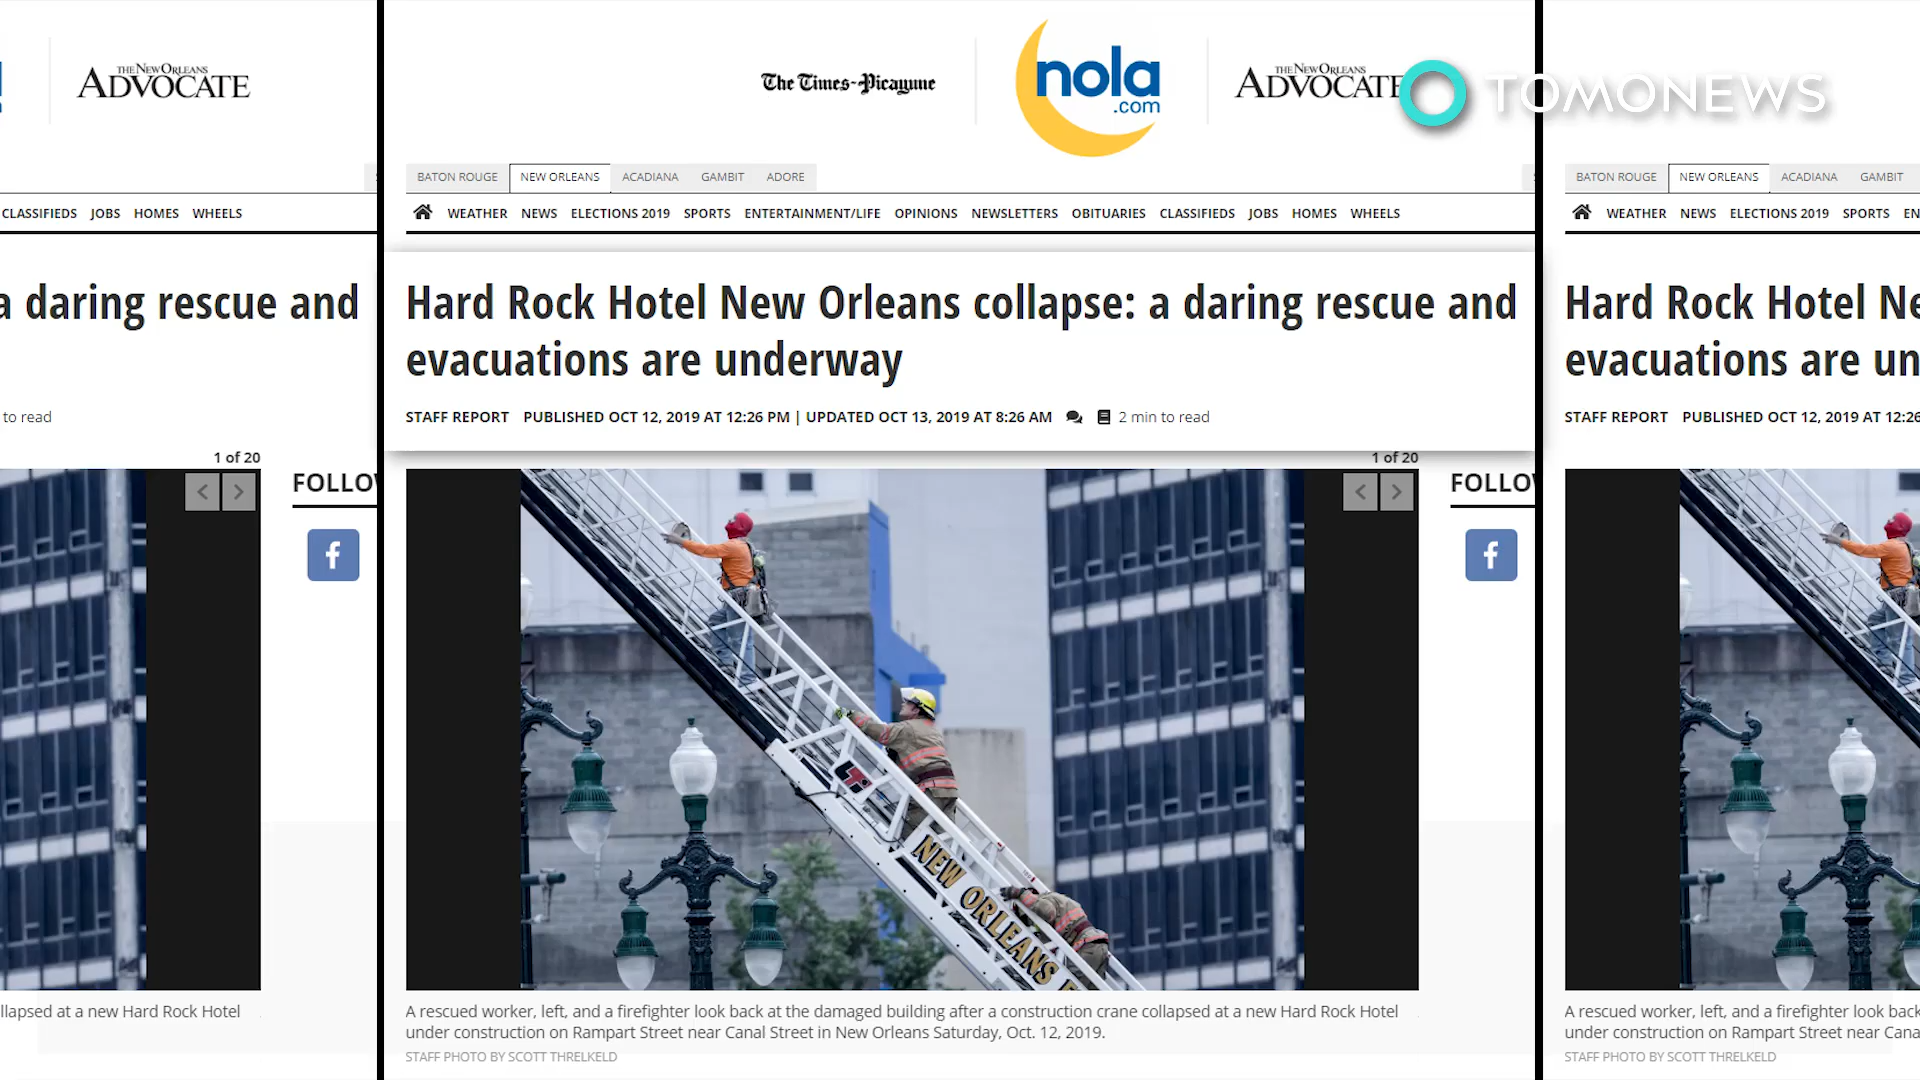 THE NEW ORLEANS
ADVOCATE
CLASSIFIEDS JOBS HOMES WHEELS
a daring rescue and
to read
1 of 20
FOLLO
llapsed at a new Hard Rock Hotel
The Times-Picayune
nola
.com
THE NEW ORLEANS
ADVOCATE
TOMONEWS
BATON ROUGE NEW ORLEANS ACADIANA GAMBIT ADORE
WEATHER NEWS ELECTIONS 2019 SPORTS ENTERTAINMENT/LIFE OPINIONS NEWSLETTERS OBITUARIES CLASSIFIEDS JOBS HOMES WHEELS
Hard Rock Hotel New Orleans collapse: a daring rescue and
evacuations are underway
STAFF REPORT PUBLISHED OCT 12, 2019 AT 12:26 PM | UPDATED OCT 13, 2019 AT 8:26 AM 2 min to read
1 of 20
FOLLO
NEW ORLEANS F
A rescued worker, left, and a firefighter look back at the damaged building after a construction crane collapsed at a new Hard Rock Hotel
under construction on Rampart Street near Canal Street in New Orleans Saturday, Oct. 12, 2019.
STAFF PHOTO BY SCOTT THRELKELD
BATON ROUGE NEW ORLEANS ACADIANA GAMBIT
WEATHER NEWS ELECTIONS 2019 SPORTS EN
Hard Rock Hotel Ne
evacuations are un
STAFF REPORT PUBLISHED OCT 12, 2019 AT 12:26
A rescued worker, left, and a firefighter look back
under construction on Rampart Street near Cana
STAFF PHOTO BY SCOTT THRELKELD